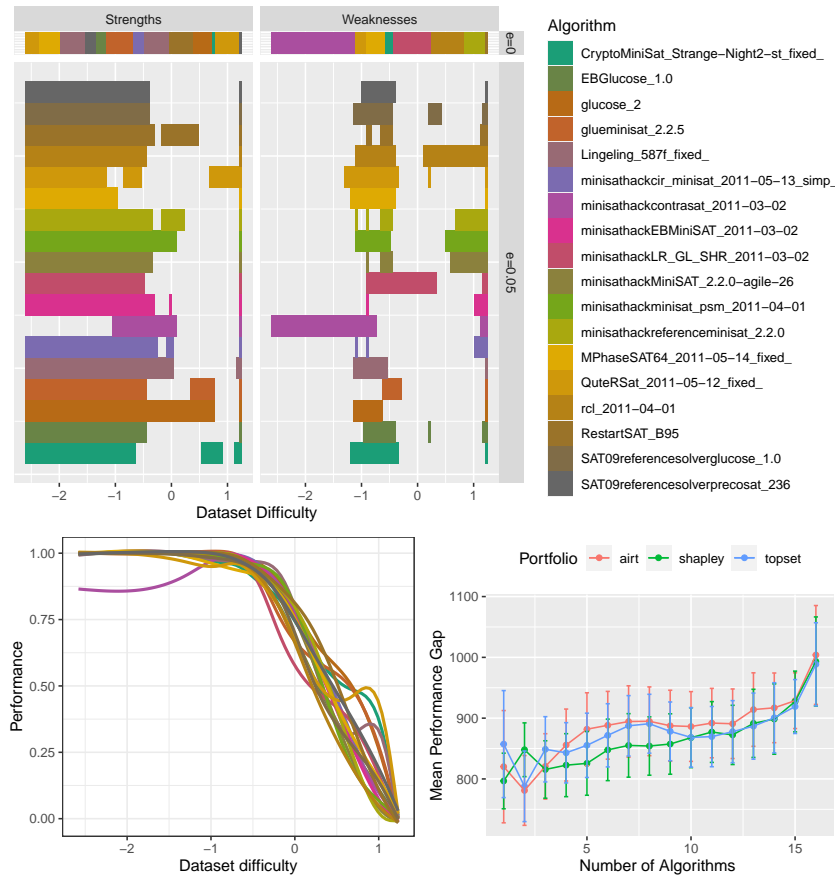 Strengths
Weaknesses
e=0
e=0.05
−2
−1
0
1
−2
−1
0
1
Dataset Difficulty
Algorithm
CryptoMiniSat_Strange−Night2−st_fixed_
EBGlucose_1.0
glucose_2
glueminisat_2.2.5
Lingeling_587f_fixed_
minisathackcir_minisat_2011−05−13_simp_
minisathackcontrasat_2011−03−02
minisathackEBMiniSAT_2011−03−02
minisathackLR_GL_SHR_2011−03−02
minisathackMiniSAT_2.2.0−agile−26
minisathackminisat_psm_2011−04−01
minisathackreferenceminisat_2.2.0
MPhaseSAT64_2011−05−14_fixed_
QuteRSat_2011−05−12_fixed_
rcl_2011−04−01
RestartSAT_B95
SAT09referencesolverglucose_1.0
SAT09referencesolverprecosat_236
1.00
0.75
0.50
0.25
0.00
Performance
−2
−1
0
1
Dataset difficulty
Portfolio airt shapley topset
1100
1000
900
800
Mean Performance Gap
5
10
15
Number of Algorithms